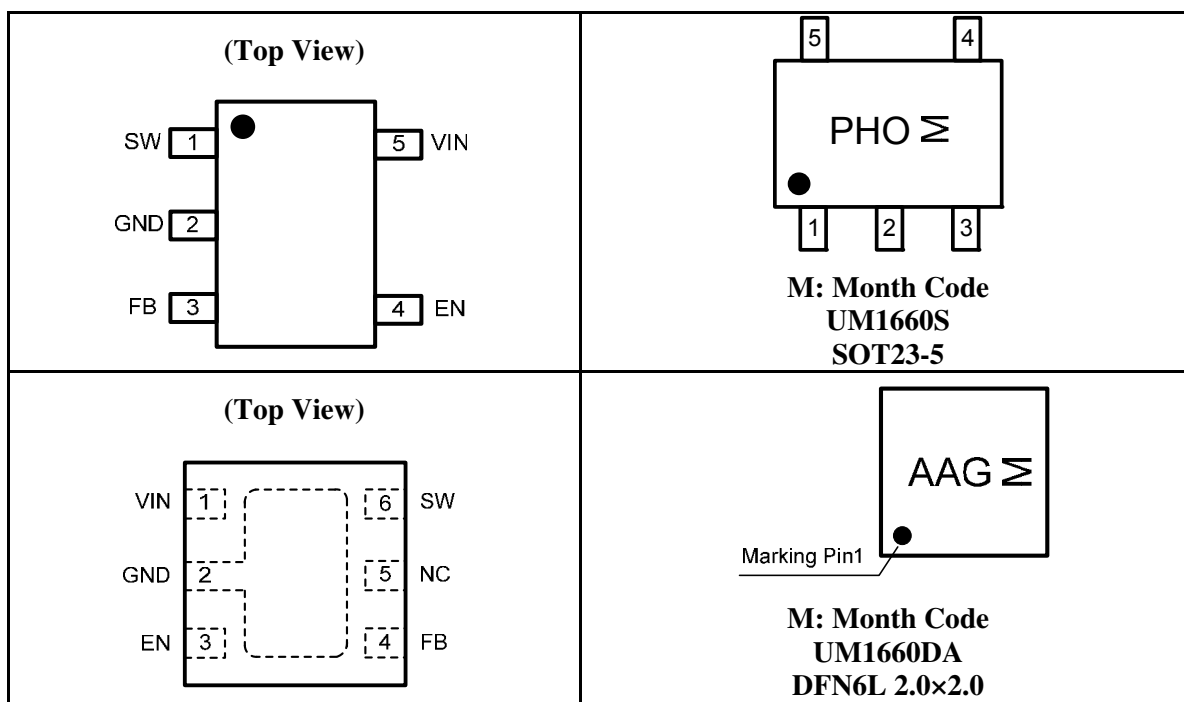 (Top View)
SW 1 5 VIN
GND 2
FB 3 4 EN
5 4
PHO M
1 2 3
M: Month Code
UM1660S
SOT23-5
(Top View)
VIN 1 6 SW
GND 2 5 NC
EN 3 4 FB
AAG M
Marking Pin1
M: Month Code
UM1660DA
DFN6L 2.0×2.0